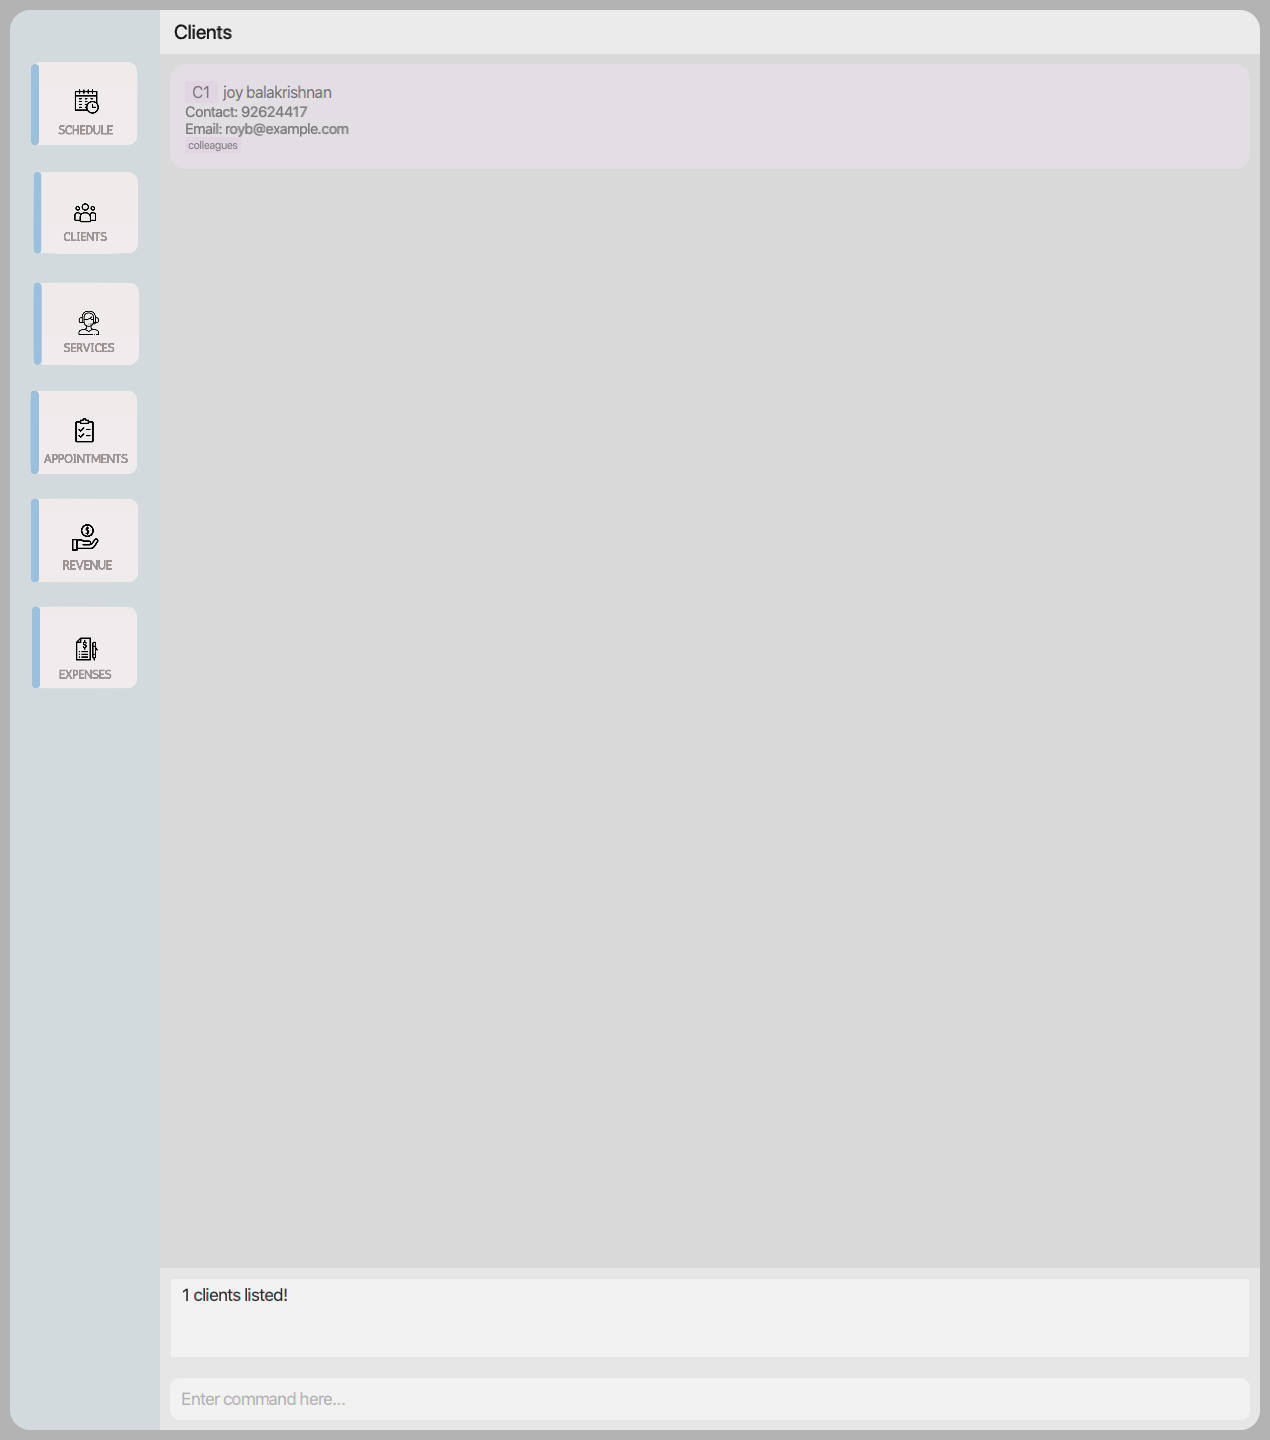 Clients
SCHEDULE
CLIENTS
SERVICES
APPOINTMENTS
REVENUE
EXPENSES
C1 joy balakrishnan
Contact: 92624417
Email: royb@example.com
colleagues
1 clients listed!
Enter command here...